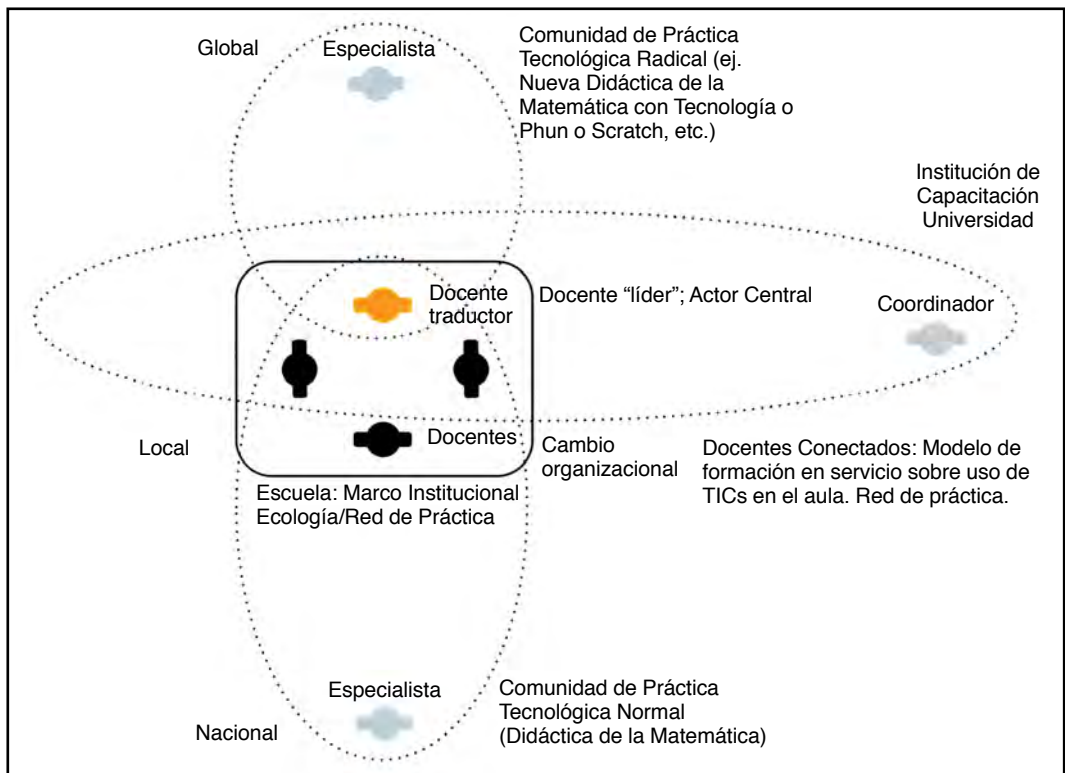 Global
Especialista
Comunidad de Práctica
Tecnológica Radical (ej.
Nueva Didáctica de la
Matemática con Tecnología o
Phun o Scratch, etc.)
Institución de
Capacitación
Universidad
Docente
traductor
Docente “líder”; Actor Central
Coordinador
Local
Docentes
Cambio
organizacional
Docentes Conectados: Modelo de
formación en servicio sobre uso de
TICs en el aula. Red de práctica.
Escuela: Marco Institucional
Ecología/Red de Práctica
Especialista
Nacional
Comunidad de Práctica
Tecnológica Normal
(Didáctica de la Matemática)